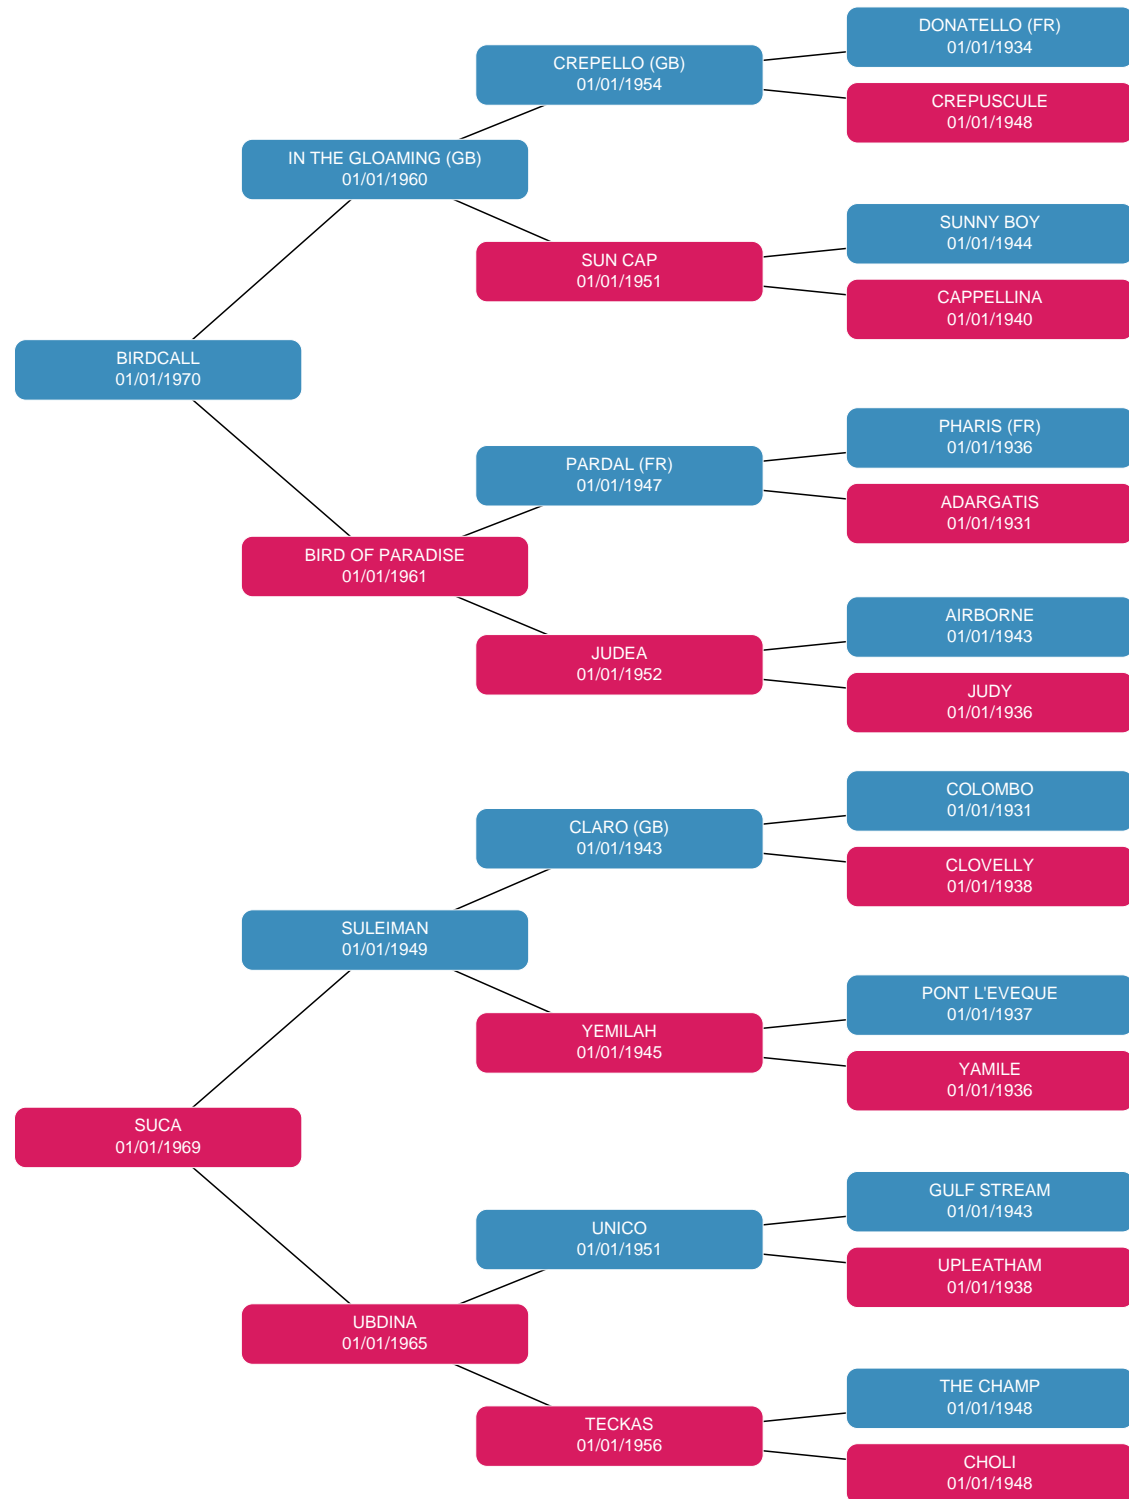 DONATELLO (FR)
01/01/1934
CREPELLO (GB)
01/01/1954
CREPUSCULE
01/01/1948
IN THE GLOAMING (GB)
01/01/1960
SUNNY BOY
01/01/1944
SUN CAP
01/01/1951
CAPPELLINA
01/01/1940
BIRDCALL
01/01/1970
PHARIS (FR)
01/01/1936
PARDAL (FR)
01/01/1947
ADARGATIS
01/01/1931
BIRD OF PARADISE
01/01/1961
AIRBORNE
01/01/1943
JUDEA
01/01/1952
JUDY
01/01/1936
COLOMBO
01/01/1931
CLARO (GB)
01/01/1943
CLOVELLY
01/01/1938
SULEIMAN
01/01/1949
PONT L'EVEQUE
01/01/1937
YEMILAH
01/01/1945
YAMILE
01/01/1936
SUCA
01/01/1969
GULF STREAM
01/01/1943
UNICO
01/01/1951
UPLEATHAM
01/01/1938
UBDINA
01/01/1965
THE CHAMP
01/01/1948
TECKAS
01/01/1956
CHOLI
01/01/1948